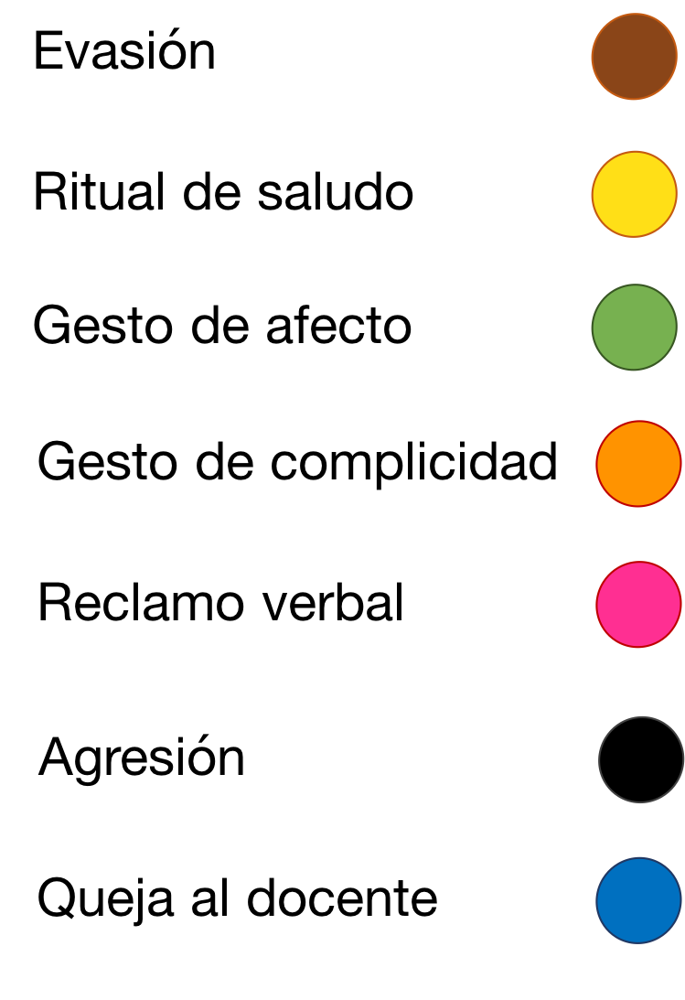 Evasión
Ritual de saludo
Gesto de afecto
Gesto de complicidad
Reclamo verbal
Agresión
Queja al docente